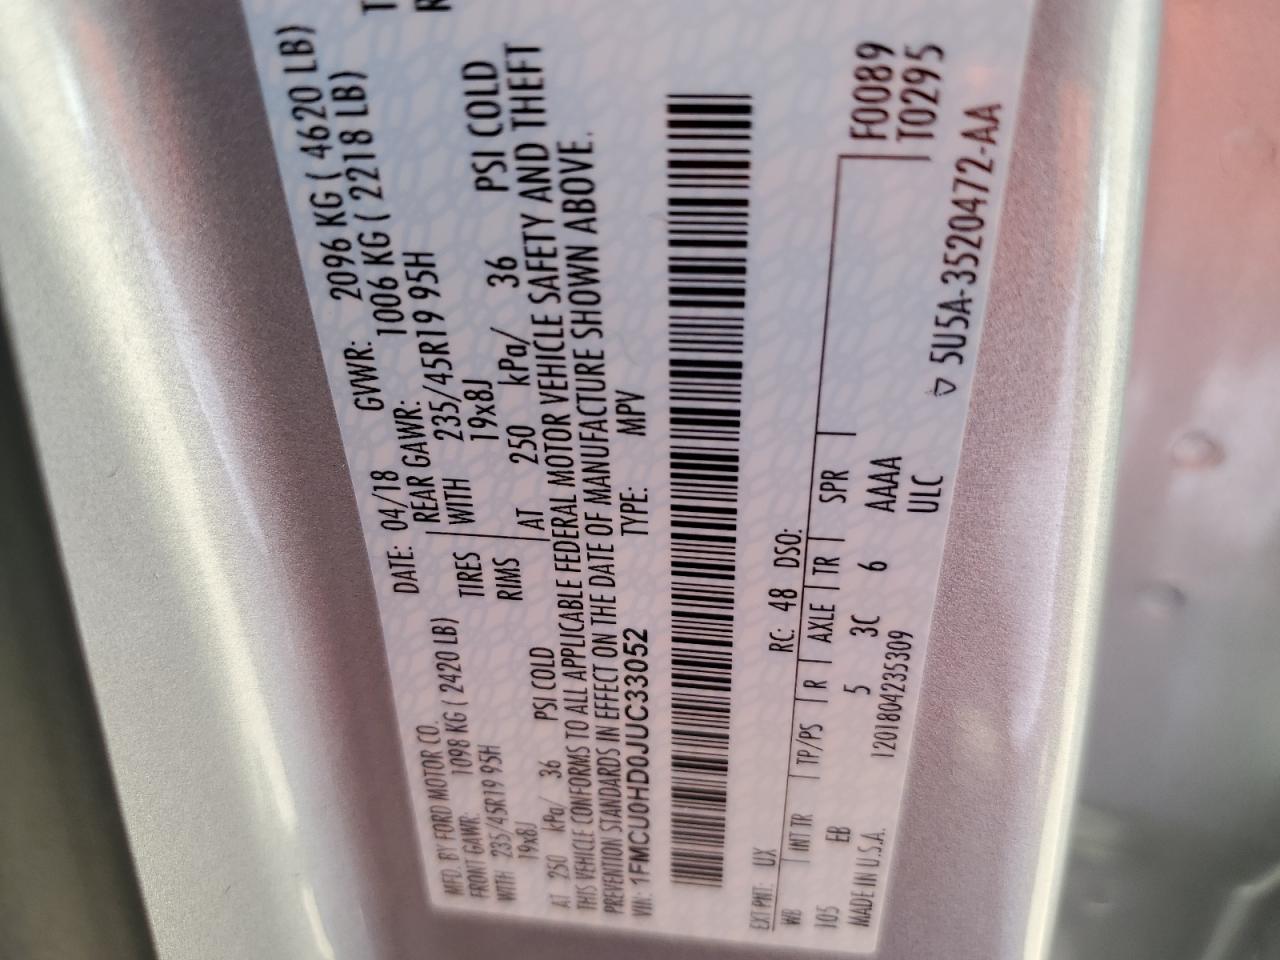 MFD. BY FORD MOTOR CO.
DATE: 04/18 GVWR: 2096 KG ( 4620 LB)
FRONT GAWR: 1098 KG ( 2420 LB) REAR GAWR: 1006 KG ( 2218 LB)
WITH 235/45R19 95H TIRES WITH 235/45R19 95H
19x8J RIMS 19x8J
AT 250 kPa/ 36 PSI COLD AT 250 kPa/ 36 PSI COLD
THIS VEHICLE CONFORMS TO ALL APPLICABLE FEDERAL MOTOR VEHICLE SAFETY AND THEFT
PREVENTION STANDARDS IN EFFECT ON THE DATE OF MANUFACTURE SHOWN ABOVE.
VIN: 1FMCU0HD0JUC33052 TYPE: MPV
EXT PNT: UX RC: 48 DSO:
WB INT TR TP/PS R AXLE TR SPR F0089
105 EB 5 3C 6 AAAA T0295
MADE IN U.S.A. 1201804235309 ULC
5U5A-3520472-AA